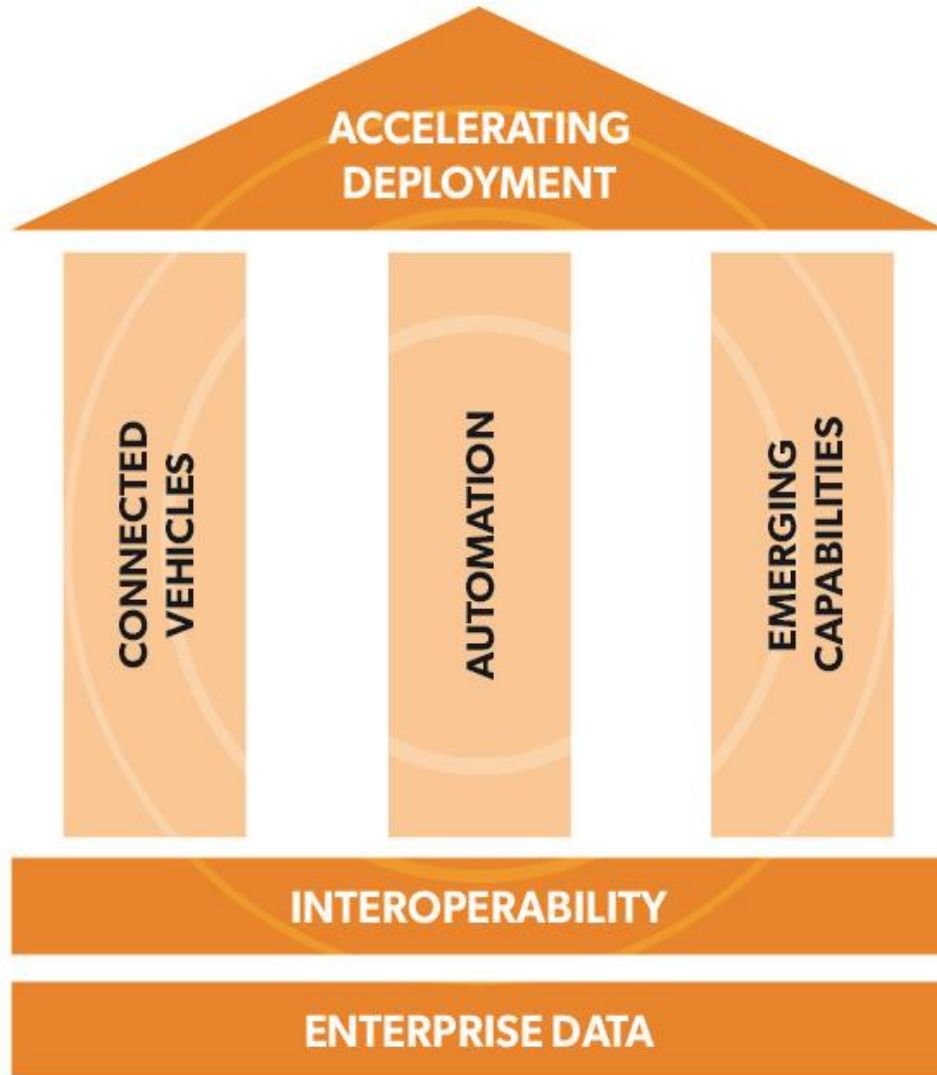 ACCELERATING
DEPLOYMENT
CONNECTED
VEHICLES
AUTOMATION
EMERGING
CAPABILITIES
INTEROPERABILITY
ENTERPRISE DATA